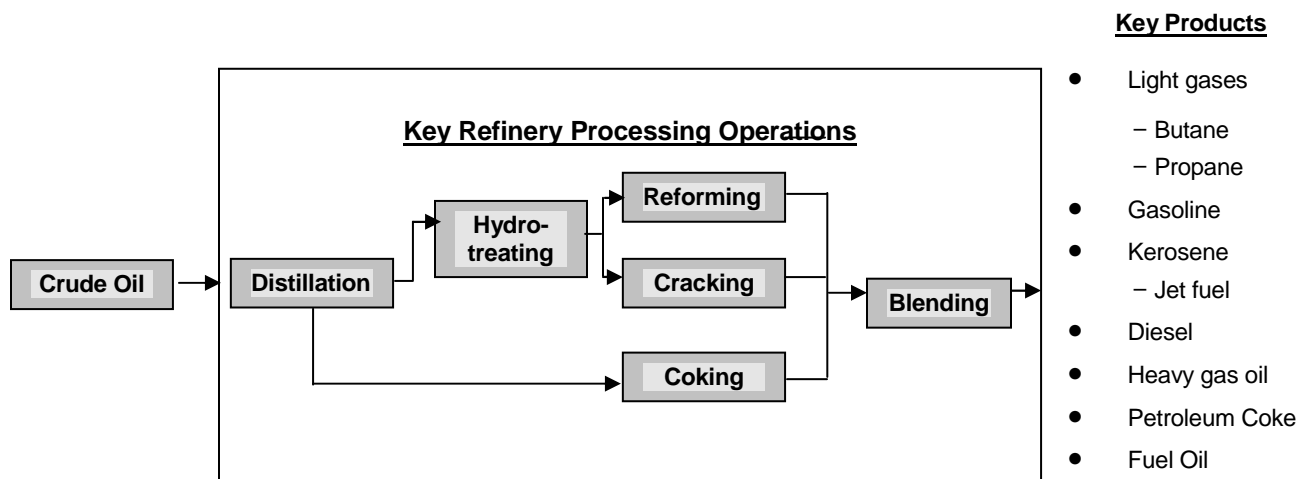 Key Products
Key Refinery Processing Operations
Crude Oil
Distillation
Hydro-
treating
Reforming
Cracking
Coking
Blending
● Light gases
− Butane
− Propane
● Gasoline
● Kerosene
− Jet fuel
● Diesel
● Heavy gas oil
● Petroleum Coke
● Fuel Oil